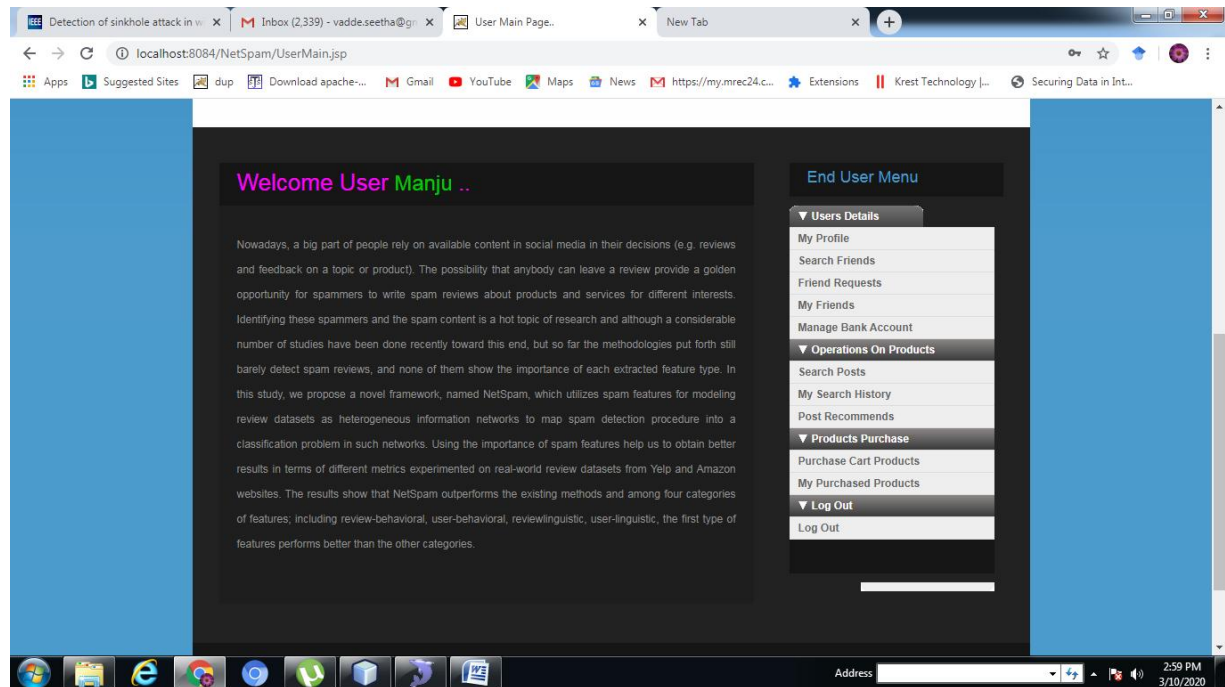 Detection of sinkhole attack in w
Inbox (2,339) - vadde.seetha@gm
User Main Page..
New Tab
localhost:8084/NetSpam/UserMain.jsp
Apps
Suggested Sites
dup
Download apache-...
Gmail
YouTube
Maps
News
https://my.mrec24.c...
Extensions
Krest Technology |...
Securing Data in Int...
Welcome User Manju ..
Nowadays, a big part of people rely on available content in social media in their decisions (e.g. reviews
and feedback on a topic or product). The possibility that anybody can leave a review provide a golden
opportunity for spammers to write spam reviews about products and services for different interests.
Identifying these spammers and the spam content is a hot topic of research and although a considerable
number of studies have been done recently toward this end, but so far the methodologies put forth still
barely detect spam reviews, and none of them show the importance of each extracted feature type. In
this study, we propose a novel framework, named NetSpam, which utilizes spam features for modeling
review datasets as heterogeneous information networks to map spam detection procedure into a
classification problem in such networks. Using the importance of spam features help us to obtain better
results in terms of different metrics experimented on real-world review datasets from Yelp and Amazon
websites. The results show that NetSpam outperforms the existing methods and among four categories
of features; including review-behavioral, user-behavioral, reviewlinguistic, user-linguistic, the first type of
features performs better than the other categories.
End User Menu
▼ Users Details
My Profile
Search Friends
Friend Requests
My Friends
Manage Bank Account
▼ Operations On Products
Search Posts
My Search History
Post Recommends
▼ Products Purchase
Purchase Cart Products
My Purchased Products
▼ Log Out
Log Out
Address
2:59 PM
3/10/2020